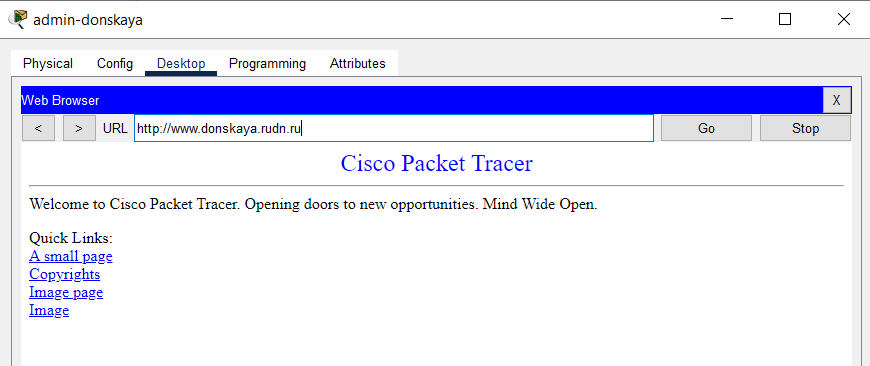 admin-donskaya
Physical Config Desktop Programming Attributes
Web Browser X
< > URL http://www.donskaya.rudn.ru Go Stop
Cisco Packet Tracer
Welcome to Cisco Packet Tracer. Opening doors to new opportunities. Mind Wide Open.
Quick Links:
A small page
Copyrights
Image page
Image